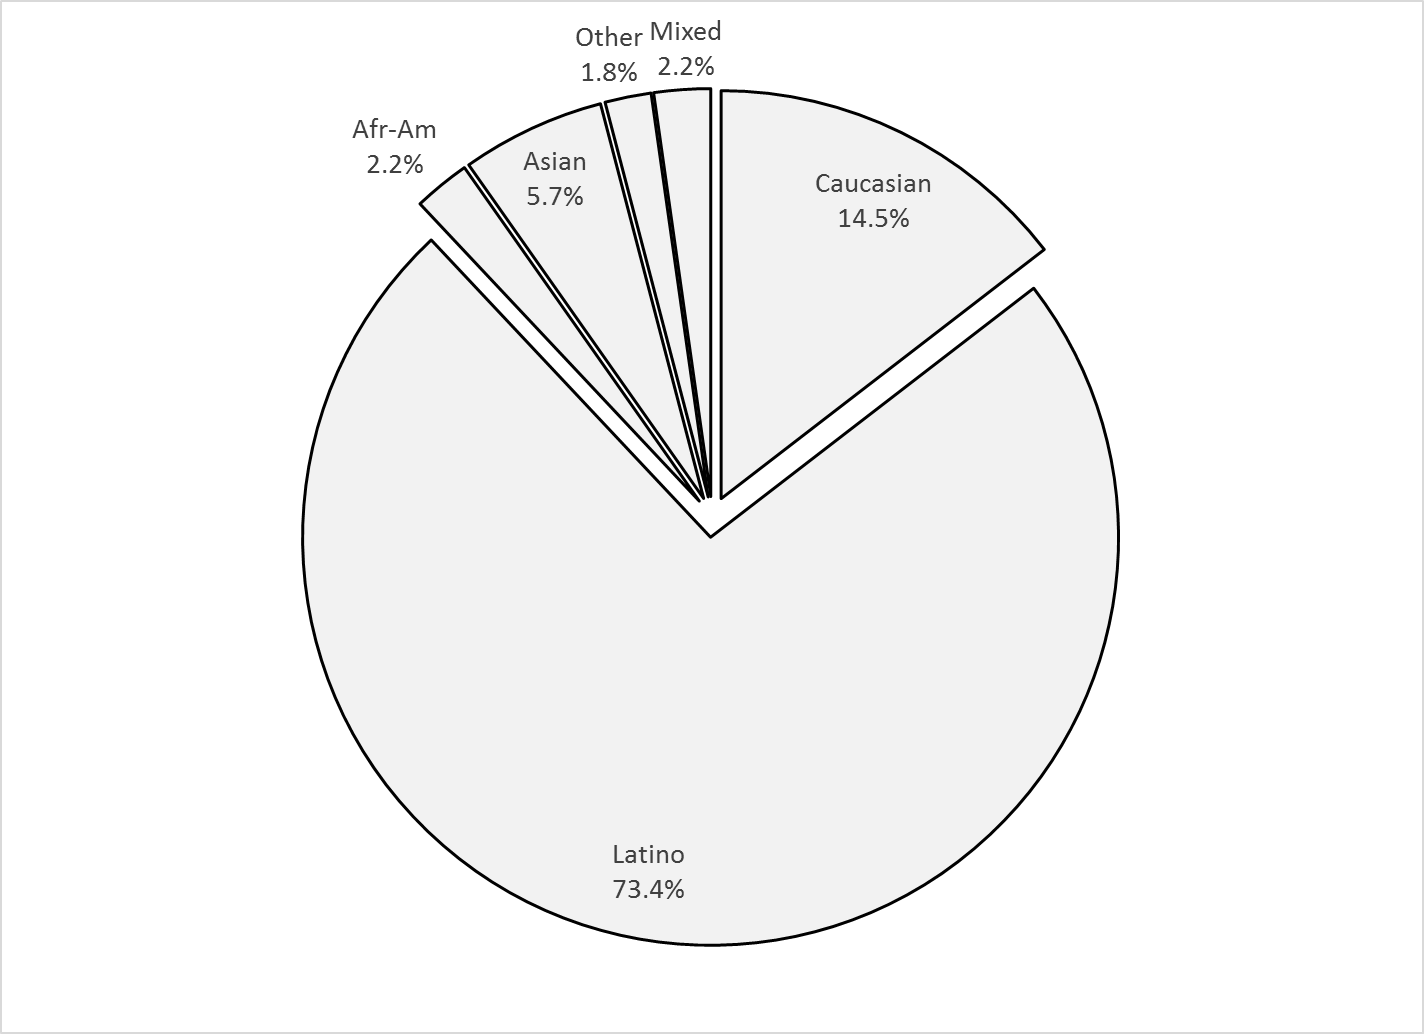 Other
1.8%
Mixed
2.2%
Afr-Am
2.2%
Asian
5.7%
Caucasian
14.5%
Latino
73.4%